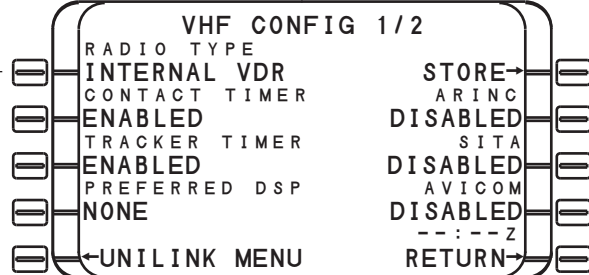 VHF CONFIG 1/2
RADIO TYPE
INTERNAL VDR STORE→
CONTACT TIMER ARINC
ENABLED DISABLED
TRACKER TIMER SITA
ENABLED DISABLED
PREFERRED DSP AVICOM
NONE DISABLED
--:--Z
←UNILINK MENU RETURN→